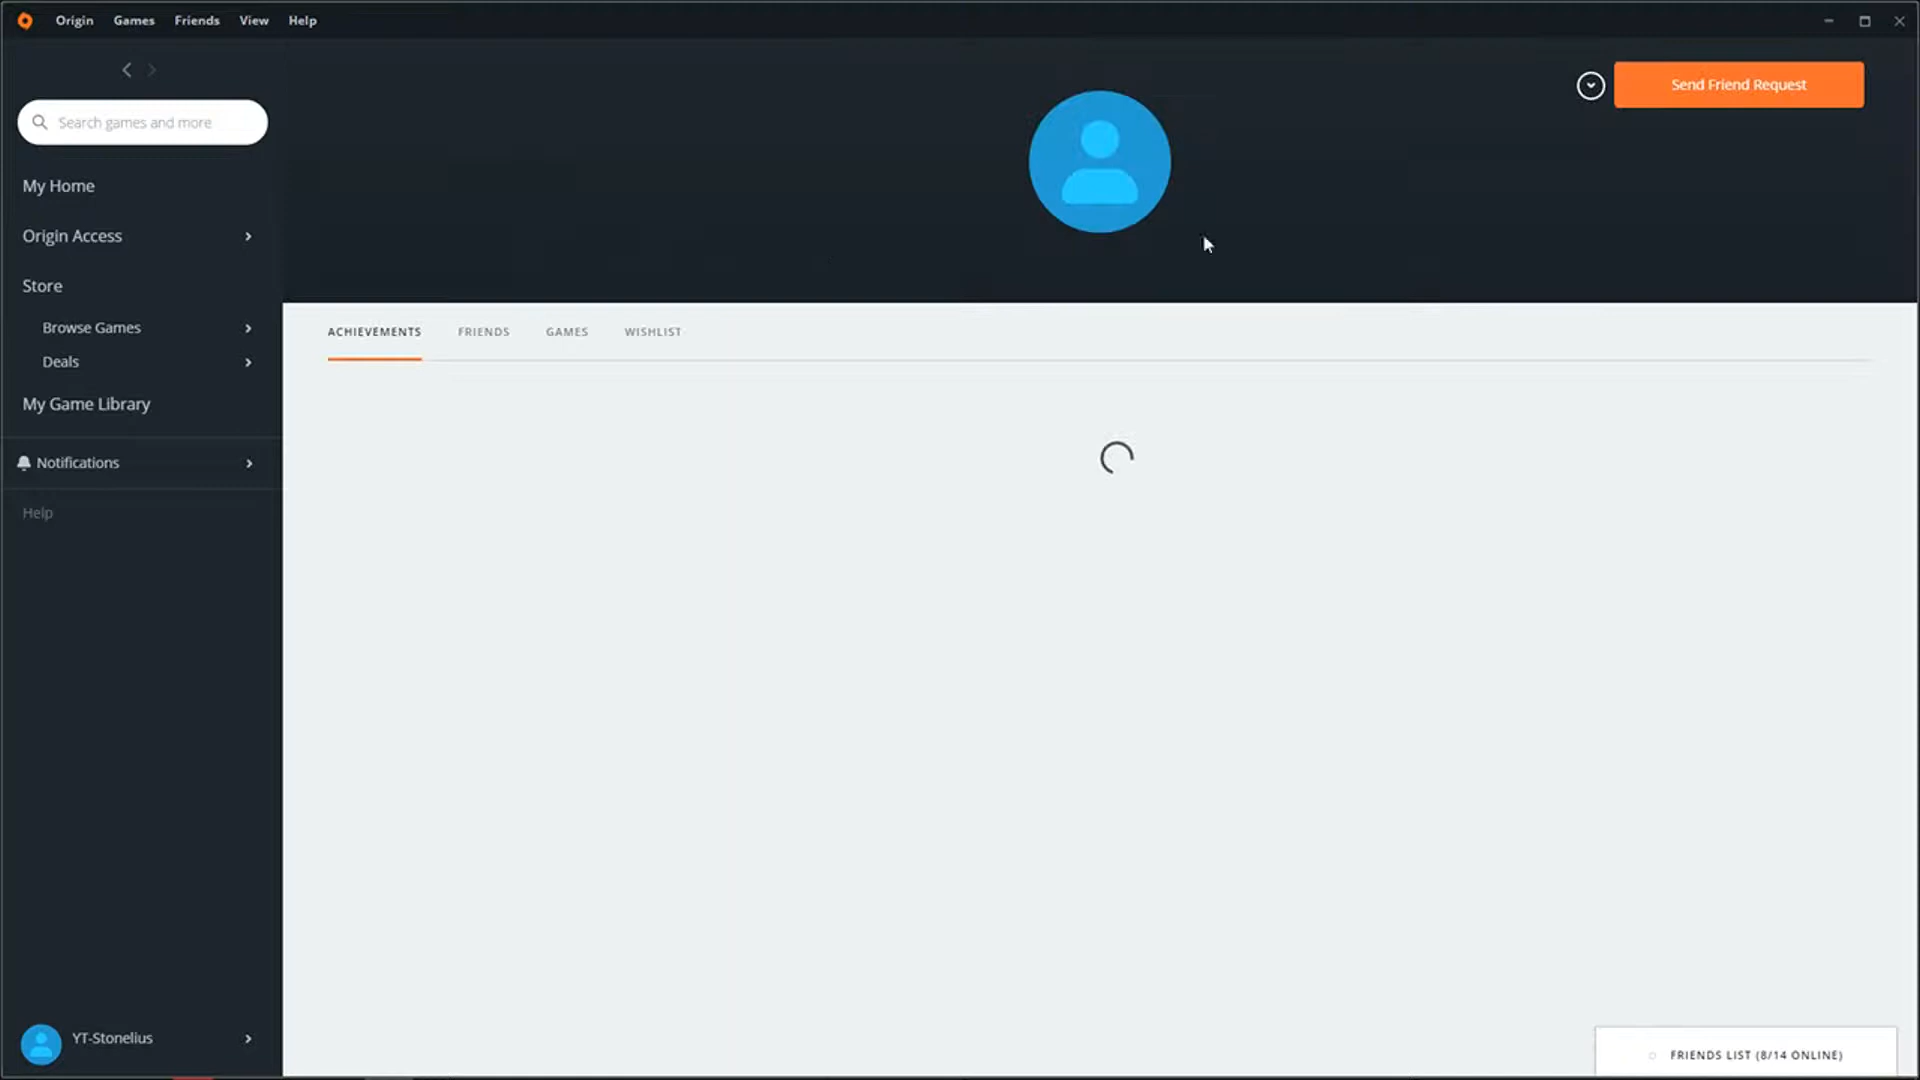 Origin Games Friends View Help
Send Friend Request
Search games and more
My Home
Origin Access
Store
Browse Games
Deals
My Game Library
Notifications
Help
ACHIEVEMENTS FRIENDS GAMES WISHLIST
YT-Stonelius
FRIENDS LIST (8/14 ONLINE)